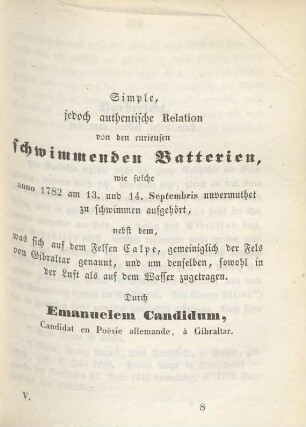 Simple,
jedoch authentische Relation
von den curieusen
schwimmenden Batterien,
wie solche
anno 1782 am 13. und 14. Septembris unvermuthet
zu schwimmen aufgehört,
nebst dem,
was sich auf dem Felsen Calpe, gemeiniglich der Fels
von Gibraltar genannt, und um denselben, sowohl in
der Luft als auf dem Wasser zugetragen.
Durch
Emanuelem Candidum,
Candidat en Poësie allemande, à Gibraltar.
V.
8